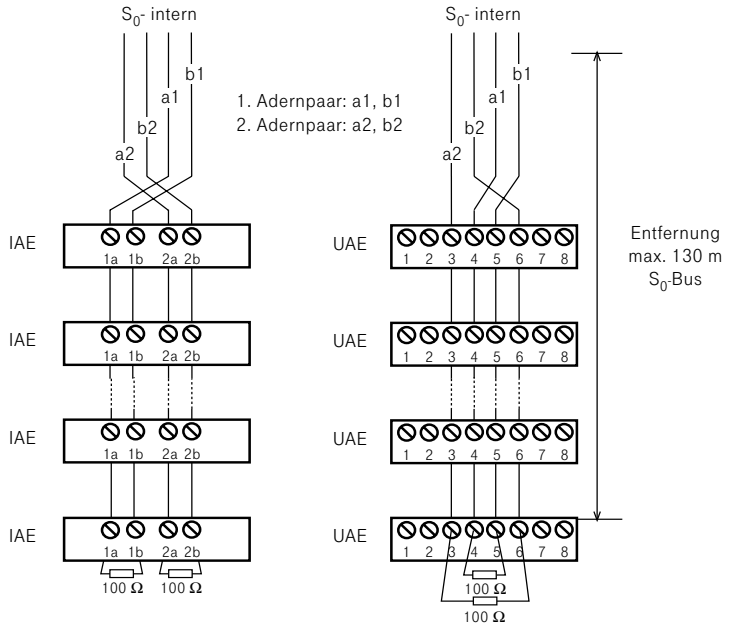 S₀- intern
S₀- intern
b1
a1
b2
a2
b1
a1
b2
a2
1. Adernpaar: a1, b1
2. Adernpaar: a2, b2
IAE
1a 1b 2a 2b
UAE
1 2 3 4 5 6 7 8
Entfernung
max. 130 m
S₀-Bus
IAE
1a 1b 2a 2b
UAE
1 2 3 4 5 6 7 8
IAE
1a 1b 2a 2b
UAE
1 2 3 4 5 6 7 8
IAE
1a 1b 2a 2b
UAE
1 2 3 4 5 6 7 8
100 Ω 100 Ω
100 Ω
100 Ω